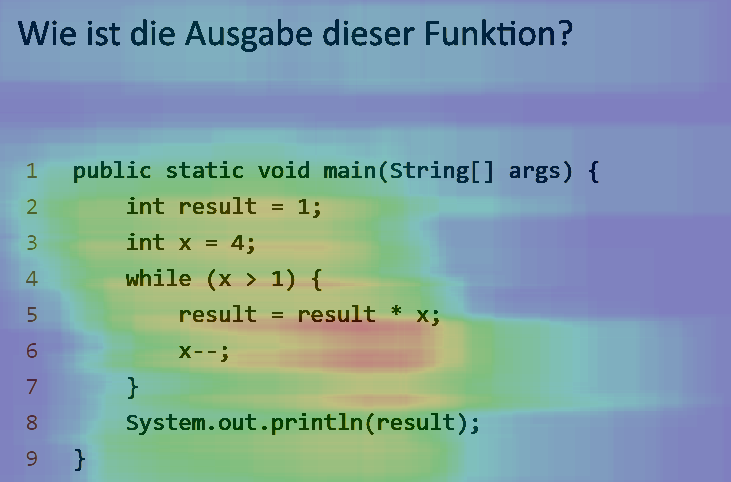 Wie ist die Ausgabe dieser Funktion?
1 public static void main(String[] args) {
2 int result = 1;
3 int x = 4;
4 while (x > 1) {
5 result = result * x;
6 x--;
7 }
8 System.out.println(result);
9 }